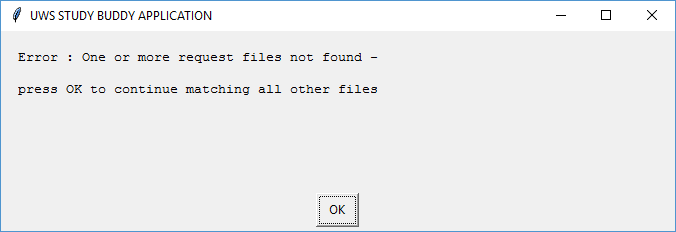 UWS STUDY BUDDY APPLICATION
Error : One or more request files not found -
press OK to continue matching all other files
OK